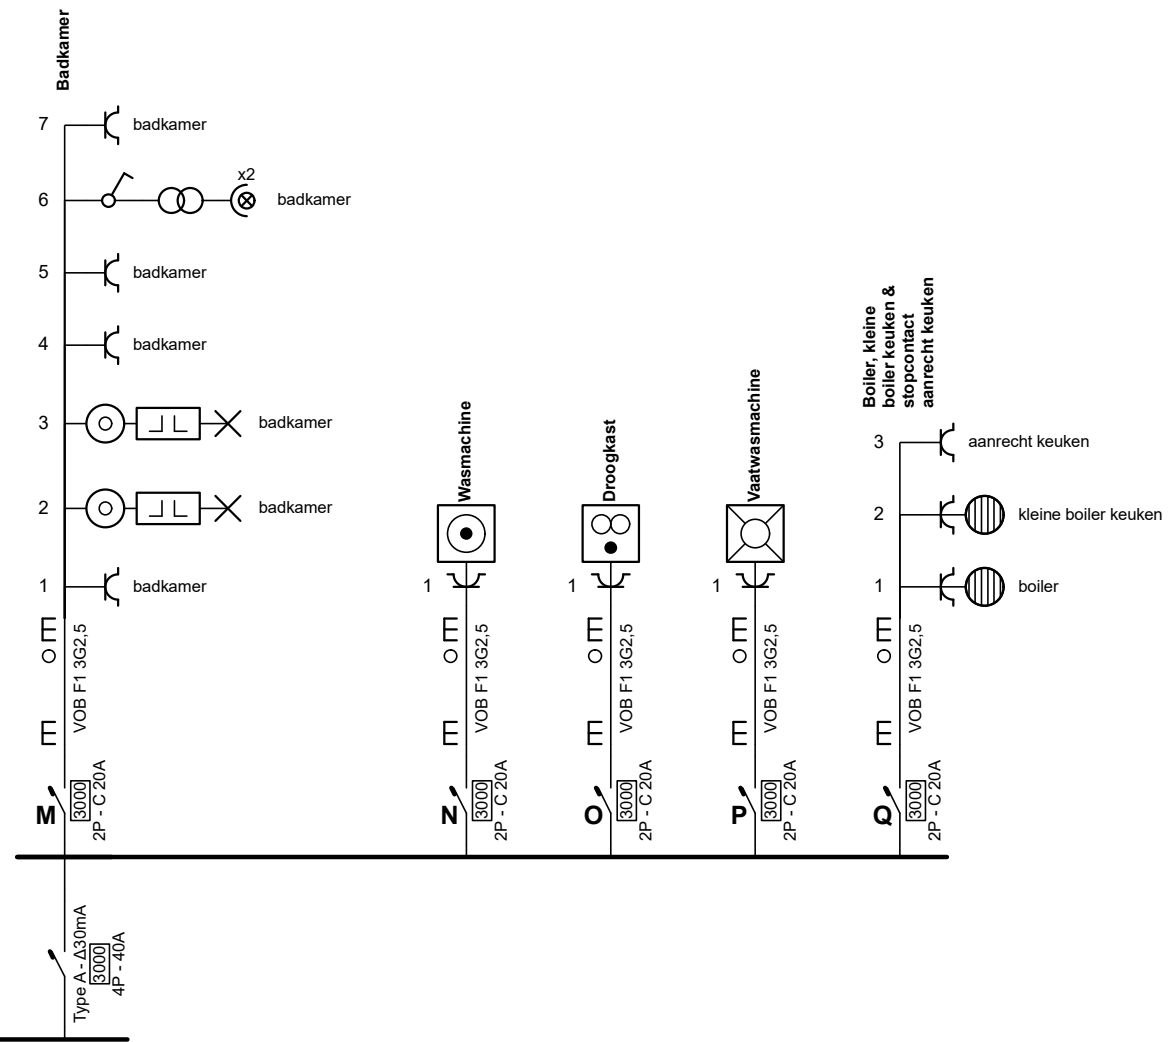 Badkamer
7 badkamer
x2
6 badkamer
5 badkamer
4 badkamer
3 badkamer
2 badkamer
1 badkamer
VOB F1 3G2,5
M
3000
2P - C 20A
Wasmachine
1
VOB F1 3G2,5
N
3000
2P - C 20A
Droogkast
1
VOB F1 3G2,5
O
3000
2P - C 20A
Vaatwasmachine
1
VOB F1 3G2,5
P
3000
2P - C 20A
Boiler, kleine
boiler keuken &
stopcontact
aanrecht keuken
3 aanrecht keuken
2 kleine boiler keuken
1 boiler
VOB F1 3G2,5
Q
3000
2P - C 20A
Type A - Δ30mA
3000
4P - 40A